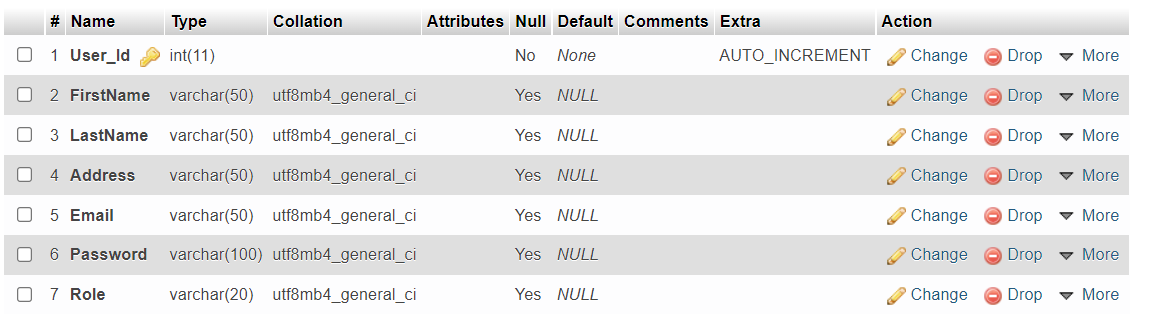 # Name Type Collation Attributes Null Default Comments Extra Action
1 User_Id int(11) No None AUTO_INCREMENT Change Drop More
2 FirstName varchar(50) utf8mb4_general_ci Yes NULL Change Drop More
3 LastName varchar(50) utf8mb4_general_ci Yes NULL Change Drop More
4 Address varchar(50) utf8mb4_general_ci Yes NULL Change Drop More
5 Email varchar(50) utf8mb4_general_ci Yes NULL Change Drop More
6 Password varchar(100) utf8mb4_general_ci Yes NULL Change Drop More
7 Role varchar(20) utf8mb4_general_ci Yes NULL Change Drop More